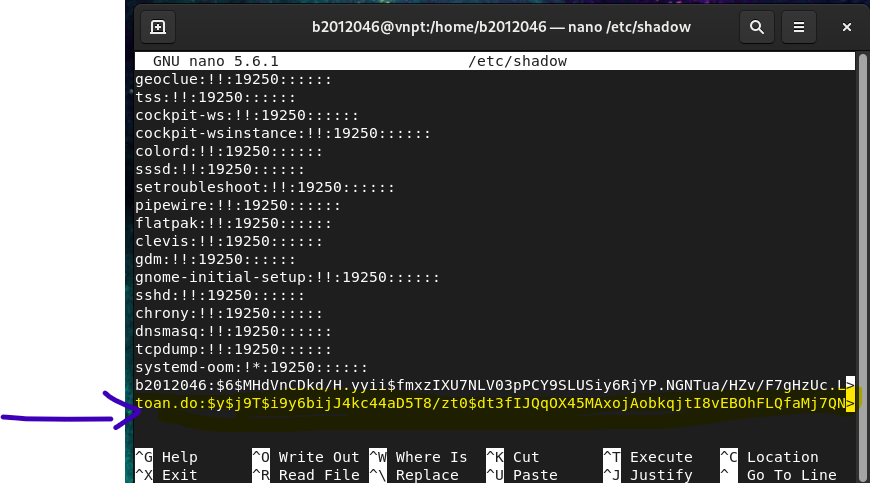 b2012046@vnpt:/home/b2012046 — nano /etc/shadow
GNU nano 5.6.1 /etc/shadow
geoclue:!!:19250::::::
tss:!!:19250::::::
cockpit-ws:!!:19250::::::
cockpit-wsinstance:!!:19250::::::
colord:!!:19250::::::
sssd:!!:19250::::::
setroubleshoot:!!:19250::::::
pipewire:!!:19250::::::
flatpak:!!:19250::::::
clevis:!!:19250::::::
gdm:!!:19250::::::
gnome-initial-setup:!!:19250::::::
sshd:!!:19250::::::
chrony:!!:19250::::::
dnsmasq:!!:19250::::::
tcpdump:!!:19250::::::
systemd-oom:!*:19250::::::
b2012046:$6$MHdVnCDkd/H.yyii$fmxzIXU7NLV03pPCY9SLUSiy6RjYP.NGNTua/HZv/F7gHzUc.L>
toan.do:$y$j9T$i9y6bijJ4kc44aD5T8/zt0$dt3fIJQqOX45MAxojAobkqjtI8vEBOhFLQfaMj7QN>
^G Help ^O Write Out ^W Where Is ^K Cut ^T Execute ^C Location
^X Exit ^R Read File ^\ Replace ^U Paste ^J Justify ^_ Go To Line